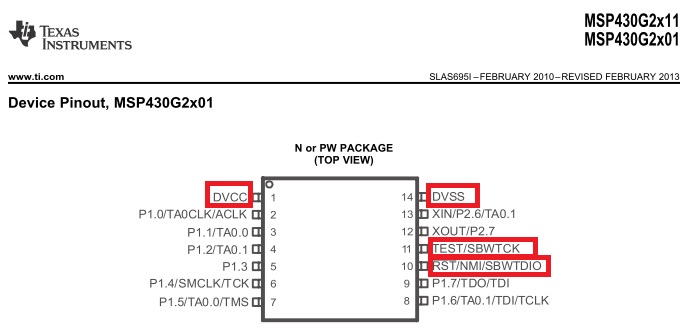 TEXAS
INSTRUMENTS
MSP430G2x11
MSP430G2x01
www.ti.com
SLAS695I – FEBRUARY 2010 – REVISED FEBRUARY 2013
Device Pinout, MSP430G2x01
N or PW PACKAGE
(TOP VIEW)
DVCC 1 14 DVSS
P1.0/TA0CLK/ACLK 2 13 XIN/P2.6/TA0.1
P1.1/TA0.0 3 12 XOUT/P2.7
P1.2/TA0.1 4 11 TEST/SBWTCK
P1.3 5 10 RST/NMI/SBWTDIO
P1.4/SMCLK/TCK 6 9 P1.7/TDO/TDI
P1.5/TA0.0/TMS 7 8 P1.6/TA0.1/TDI/TCLK